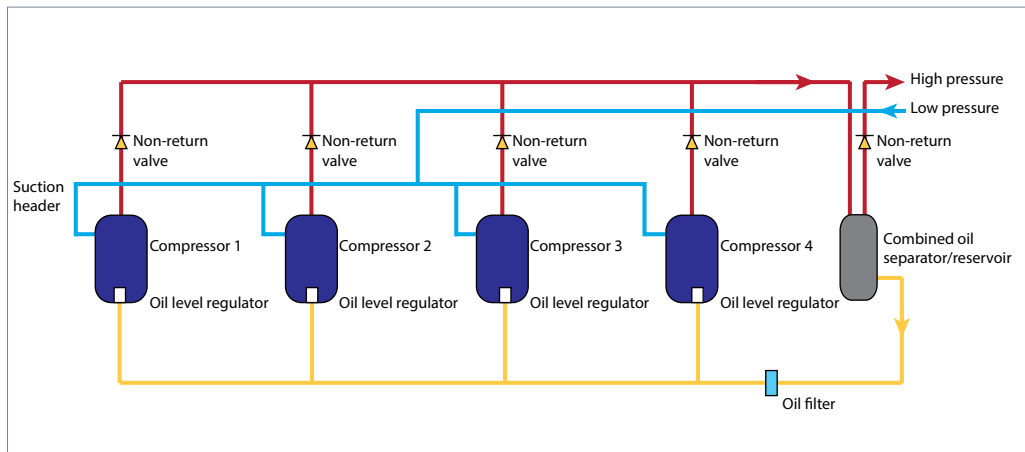 High pressure
Low pressure
Non-return
valve
Non-return
valve
Non-return
valve
Non-return
valve
Non-return
valve
Suction
header
Compressor 1
Compressor 2
Compressor 3
Compressor 4
Combined oil
separator/reservoir
Oil level regulator
Oil level regulator
Oil level regulator
Oil level regulator
Oil filter